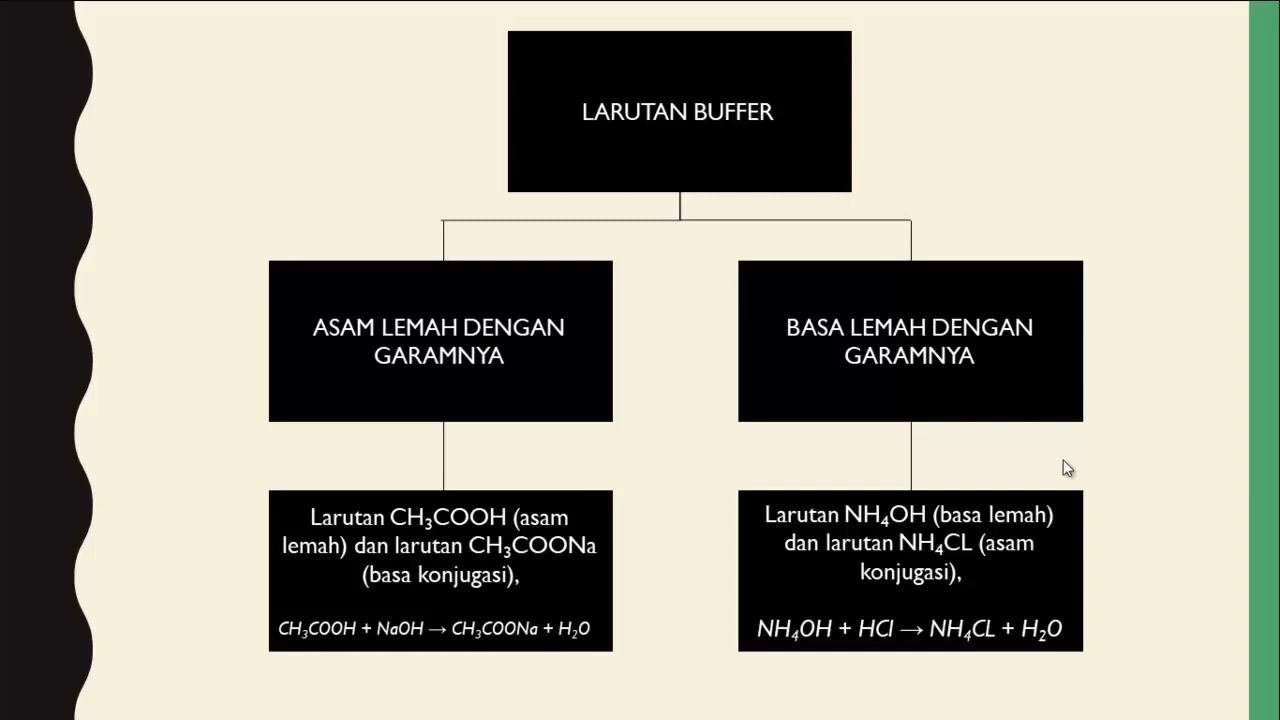 LARUTAN BUFFER
ASAM LEMAH DENGAN
GARAMNYA
BASA LEMAH DENGAN
GARAMNYA
Larutan CH₃COOH (asam
lemah) dan larutan CH₃COONa
(basa konjugasi),
CH₃COOH + NaOH → CH₃COONa + H₂O
Larutan NH₄OH (basa lemah)
dan larutan NH₄CL (asam
konjugasi),
NH₄OH + HCl → NH₄CL + H₂O